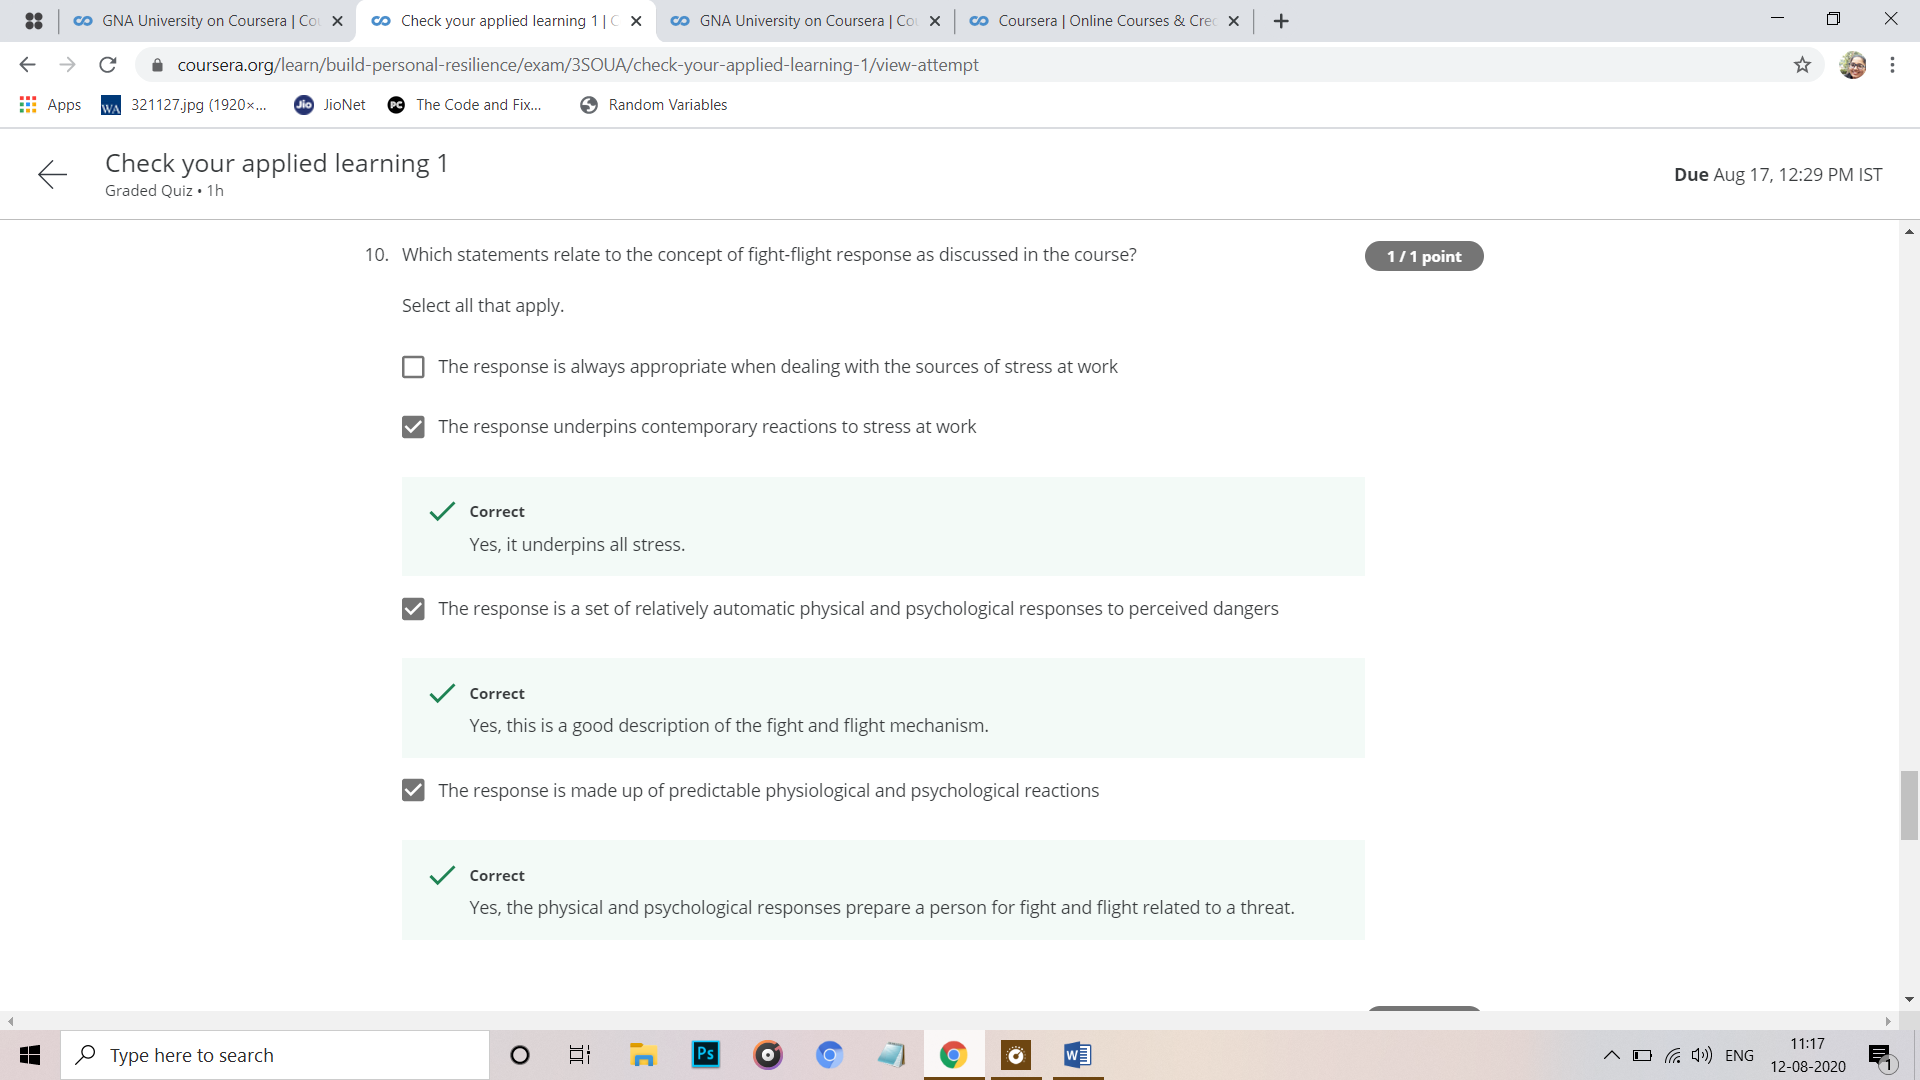 GNA University on Coursera | Cou
Check your applied learning 1 | C
GNA University on Coursera | Cou
Coursera | Online Courses & Cred
coursera.org/learn/build-personal-resilience/exam/3SOUA/check-your-applied-learning-1/view-attempt
Apps
WA
321127.jpg (1920×...
Jio
JioNet
PC
The Code and Fix...
Random Variables
Check your applied learning 1
Graded Quiz • 1h
Due Aug 17, 12:29 PM IST
10. Which statements relate to the concept of fight-flight response as discussed in the course?
1 / 1 point
Select all that apply.
The response is always appropriate when dealing with the sources of stress at work
The response underpins contemporary reactions to stress at work
Correct
Yes, it underpins all stress.
The response is a set of relatively automatic physical and psychological responses to perceived dangers
Correct
Yes, this is a good description of the fight and flight mechanism.
The response is made up of predictable physiological and psychological reactions
Correct
Yes, the physical and psychological responses prepare a person for fight and flight related to a threat.
Type here to search
Ps
W
ENG
11:17
12-08-2020
1